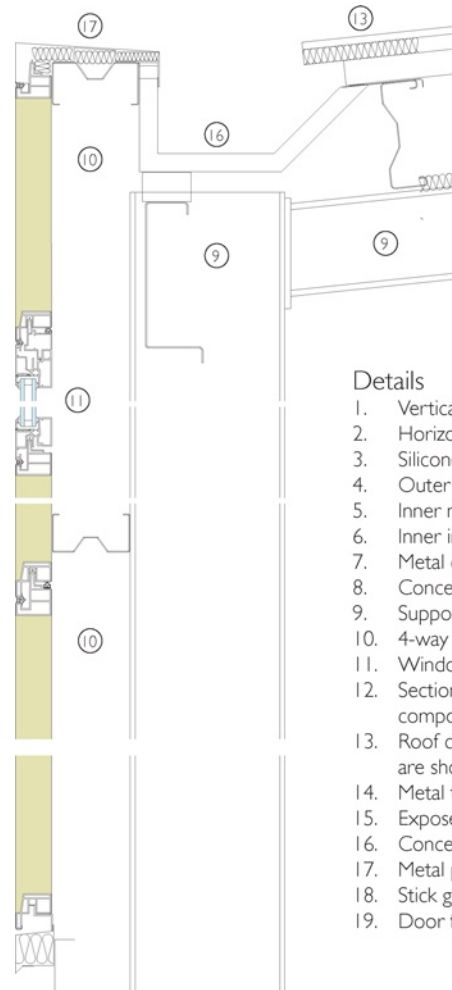 17
13
10
16
9
9
11
10
Details
1. Vertica
2. Horizo
3. Silicon
4. Outer
5. Inner
6. Inner i
7. Metal
8. Conce
9. Suppo
10. 4-way
11. Windo
12. Section
compo
13. Roof
are sho
14. Metal
15. Expose
16. Conce
17. Metal p
18. Stick g
19. Door